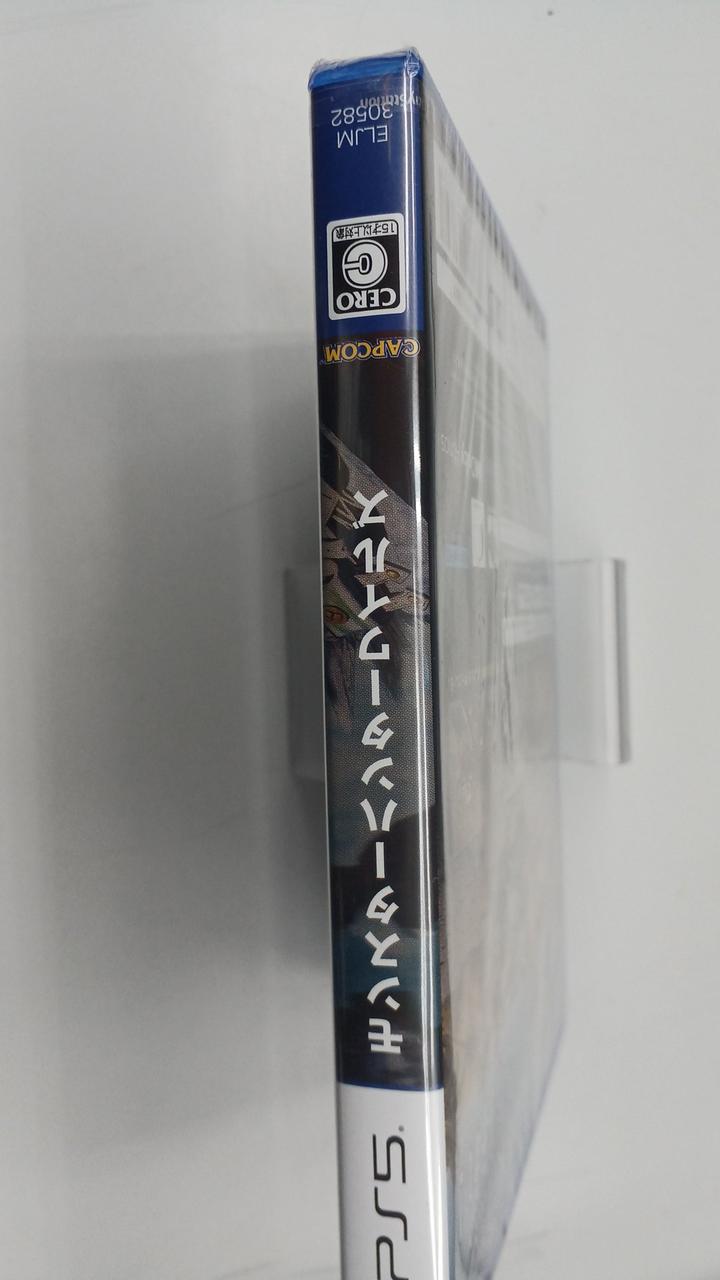 PS5
モンスターハンターワイルズ
CAPCOM
CERO
C
15才以上対象
ELJM
30582
PlayStation